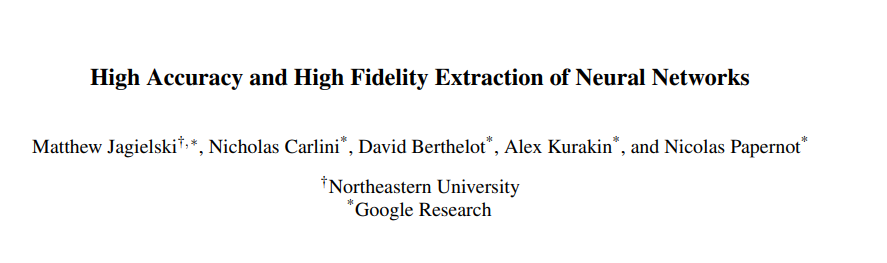 High Accuracy and High Fidelity Extraction of Neural Networks
Matthew Jagielski†,*, Nicholas Carlini*, David Berthelot*, Alex Kurakin*, and Nicolas Papernot*
†Northeastern University
*Google Research